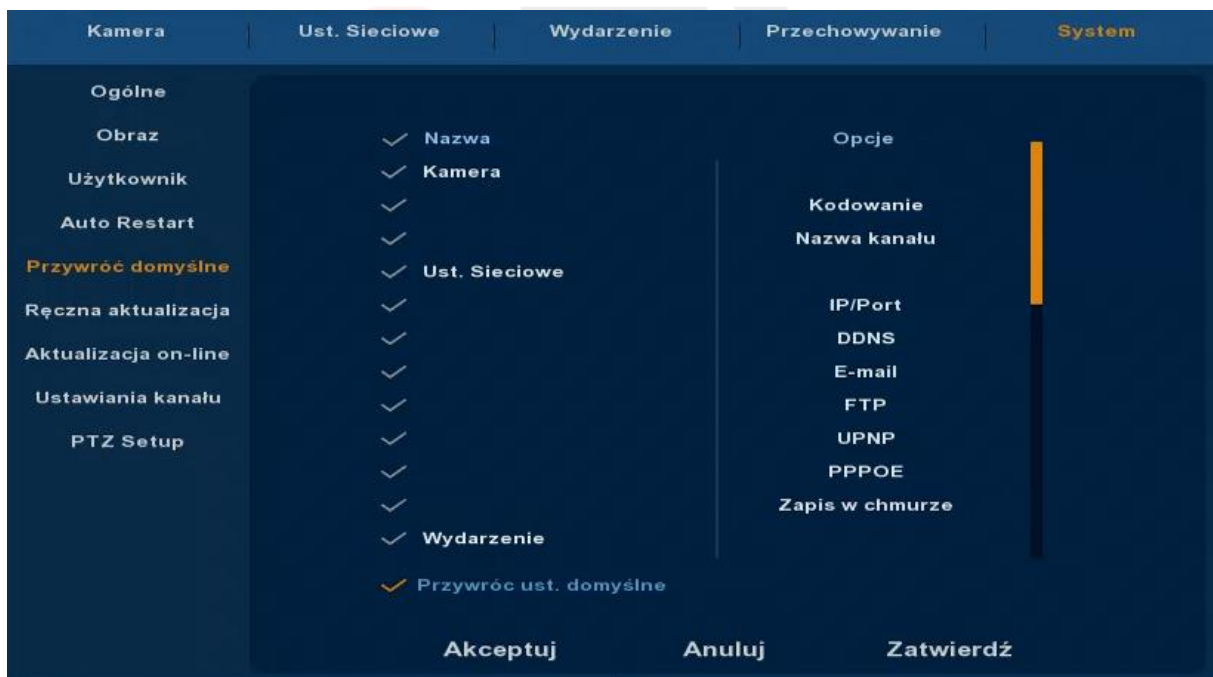 Kamera Ust. Sieciowe Wydarzenie Przechowywanie System
Ogólne
Obraz
Użytkownik
Auto Restart
Przywróć domyślne
Ręczna aktualizacja
Aktualizacja on-line
Ustawiania kanału
PTZ Setup
Nazwa Opcje
Kamera
Kodowanie
Nazwa kanału
Ust. Sieciowe
IP/Port
DDNS
E-mail
FTP
UPNP
PPPOE
Zapis w chmurze
Wydarzenie
Przywróc ust. domyślne
Akceptuj Anuluj Zatwierdź